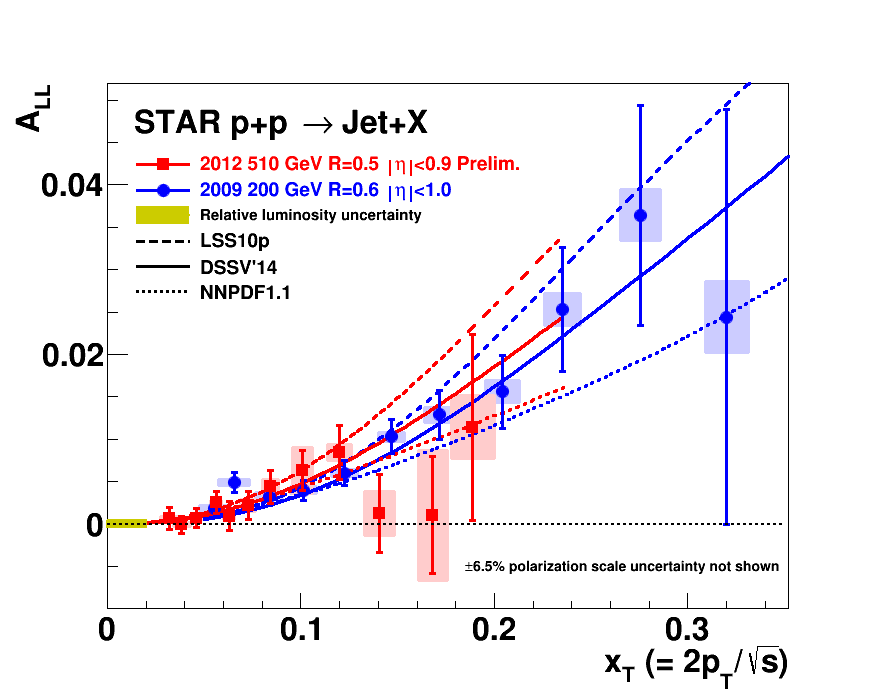 A_LL
STAR p+p → Jet+X
2012 510 GeV R=0.5 |η|<0.9 Prelim.
2009 200 GeV R=0.6 |η|<1.0
Relative luminosity uncertainty
LSS10p
DSSV'14
NNPDF1.1
0.04
0.02
0
±6.5% polarization scale uncertainty not shown
0 0.1 0.2 0.3
x_T (= 2p_T/√s)